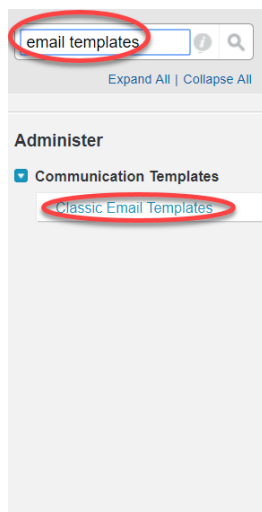 email templates
Expand All | Collapse All
Administer
Communication Templates
Classic Email Templates